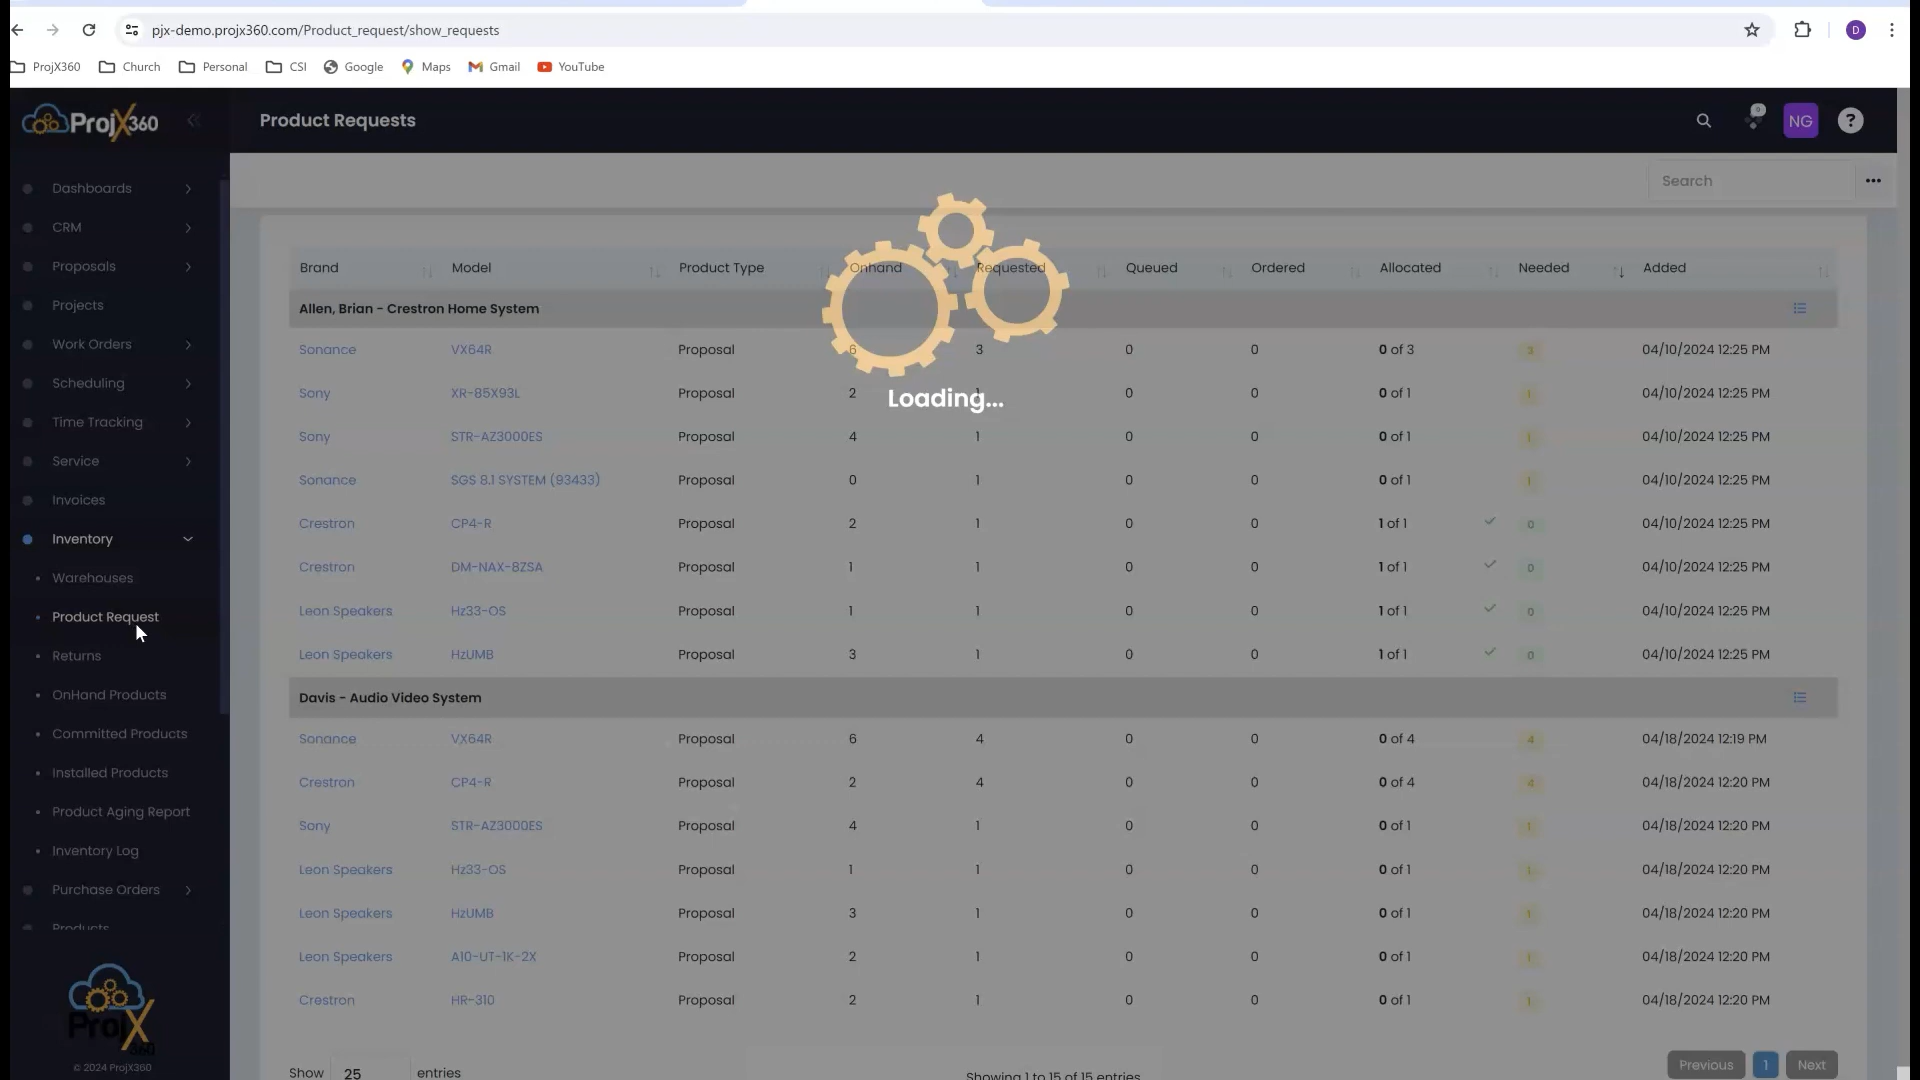 pjx-demo.projx360.com/Product_request/show_requests
D
ProjX360 Church Personal CSI Google Maps Gmail YouTube
ProjX360
Product Requests
0
NG
?
Search
Dashboards
CRM
Proposals
Projects
Work Orders
Scheduling
Time Tracking
Service
Invoices
Inventory
Warehouses
Product Request
Returns
OnHand Products
Committed Products
Installed Products
Product Aging Report
Inventory Log
Purchase Orders
Products
ProjX
360
© 2024 ProjX360
Brand Model Product Type Onhand Requested Queued Ordered Allocated Needed Added
Allen, Brian - Crestron Home System
Sonance VX64R Proposal 6 3 0 0 0 of 3 3 04/10/2024 12:25 PM
Sony XR-85X93L Proposal 2 1 0 0 0 of 1 1 04/10/2024 12:25 PM
Loading...
Sony STR-AZ3000ES Proposal 4 1 0 0 0 of 1 1 04/10/2024 12:25 PM
Sonance SGS 8.1 SYSTEM (93433) Proposal 0 1 0 0 0 of 1 1 04/10/2024 12:25 PM
Crestron CP4-R Proposal 2 1 0 0 1 of 1 0 04/10/2024 12:25 PM
Crestron DM-NAX-8ZSA Proposal 1 1 0 0 1 of 1 0 04/10/2024 12:25 PM
Leon Speakers Hz33-OS Proposal 1 1 0 0 1 of 1 0 04/10/2024 12:25 PM
Leon Speakers HzUMB Proposal 3 1 0 0 1 of 1 0 04/10/2024 12:25 PM
Davis - Audio Video System
Sonance VX64R Proposal 6 4 0 0 0 of 4 4 04/18/2024 12:19 PM
Crestron CP4-R Proposal 2 4 0 0 0 of 4 4 04/18/2024 12:20 PM
Sony STR-AZ3000ES Proposal 4 1 0 0 0 of 1 1 04/18/2024 12:20 PM
Leon Speakers Hz33-OS Proposal 1 1 0 0 0 of 1 1 04/18/2024 12:20 PM
Leon Speakers HzUMB Proposal 3 1 0 0 0 of 1 1 04/18/2024 12:20 PM
Leon Speakers A10-UT-1K-2X Proposal 2 1 0 0 0 of 1 1 04/18/2024 12:20 PM
Crestron HR-310 Proposal 2 1 0 0 0 of 1 1 04/18/2024 12:20 PM
Show 25 entries
Showing 1 to 15 of 15 entries
Previous 1 Next